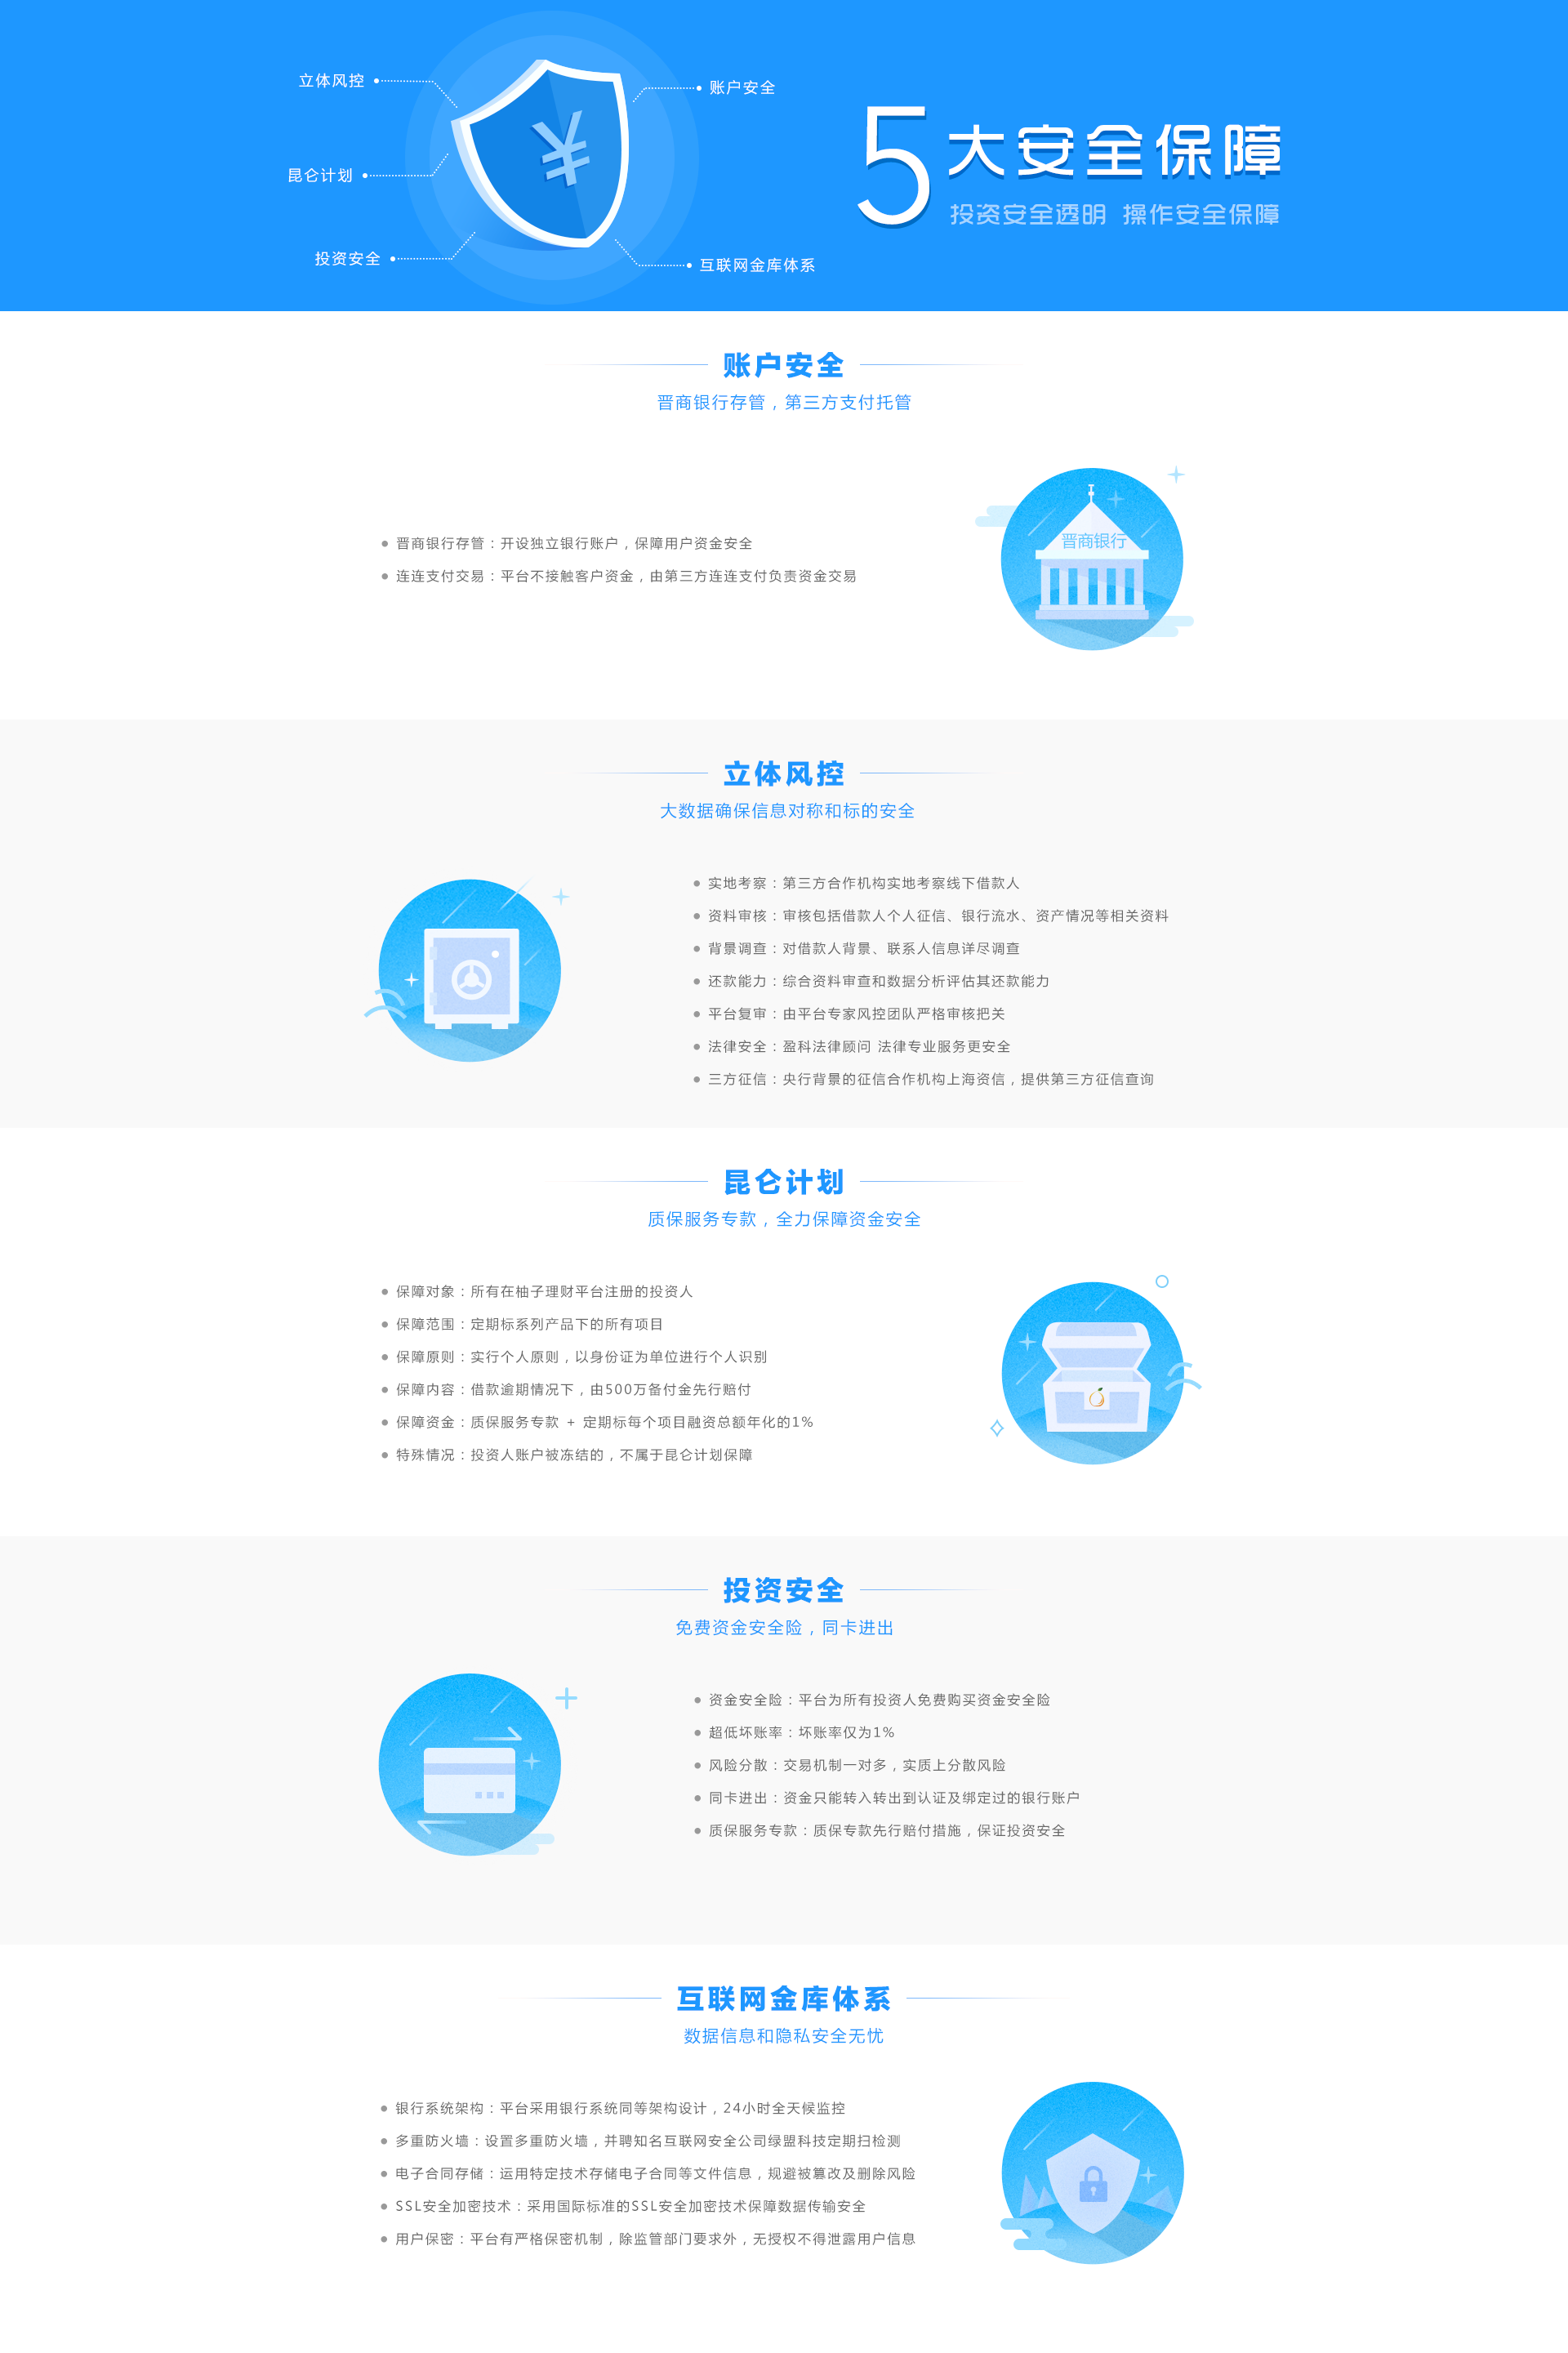 立体风控
账户安全
昆仑计划
投资安全
互联网金库体系
5大安全保障
投资安全透明 操作安全保障
账户安全
晋商银行存管，第三方支付托管
晋商银行存管：开设独立银行账户，保障用户资金安全
连连支付交易：平台不接触客户资金，由第三方连连支付负责资金交易
晋商银行
立体风控
大数据确保信息对称和标的安全
实地考察：第三方合作机构实地考察线下借款人
资料审核：审核包括借款人个人征信、银行流水、资产情况等相关资料
背景调查：对借款人背景、联系人信息详尽调查
还款能力：综合资料审查和数据分析评估其还款能力
平台复审：由平台专家风控团队严格审核把关
法律安全：盈科法律顾问 法律专业服务更安全
三方征信：央行背景的征信合作机构上海资信，提供第三方征信查询
昆仑计划
质保服务专款，全力保障资金安全
保障对象：所有在柚子理财平台注册的投资人
保障范围：定期标系列产品下的所有项目
保障原则：实行个人原则，以身份证为单位进行个人识别
保障内容：借款逾期情况下，由500万备付金先行赔付
保障资金：质保服务专款 + 定期标每个项目融资总额年化的1%
特殊情况：投资人账户被冻结的，不属于昆仑计划保障
投资安全
免费资金安全险，同卡进出
资金安全险：平台为所有投资人免费购买资金安全险
超低坏账率：坏账率仅为1%
风险分散：交易机制一对多，实质上分散风险
同卡进出：资金只能转入转出到认证及绑定过的银行账户
质保服务专款：质保专款先行赔付措施，保证投资安全
互联网金库体系
数据信息和隐私安全无忧
银行系统架构：平台采用银行系统同等架构设计，24小时全天候监控
多重防火墙：设置多重防火墙，并聘知名互联网安全公司绿盟科技定期扫检测
电子合同存储：运用特定技术存储电子合同等文件信息，规避被篡改及删除风险
SSL安全加密技术：采用国际标准的SSL安全加密技术保障数据传输安全
用户保密：平台有严格保密机制，除监管部门要求外，无授权不得泄露用户信息